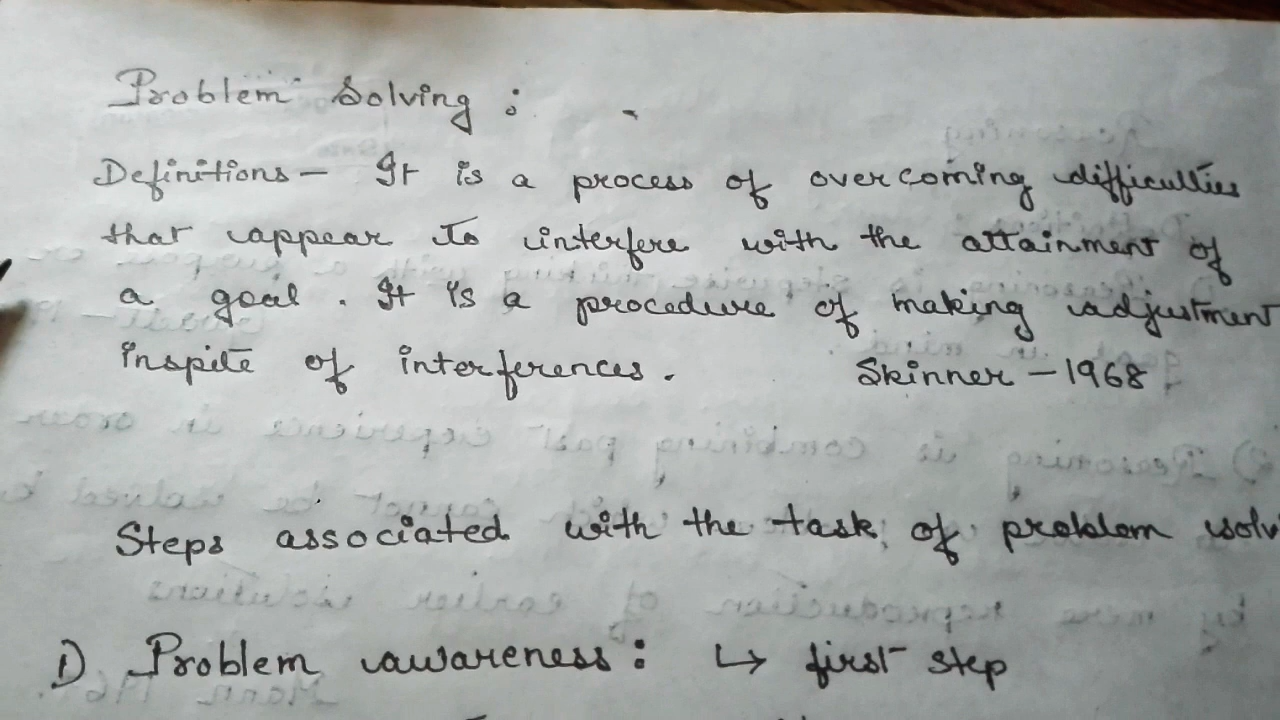 Problem Solving :
Definitions — It is a process of overcoming difficulties
that appear to interfere with the attainment of
a goal. It is a procedure of making adjustment
inspite of interferences. Skinner — 1968
Steps associated with the task of problem solv
1) Problem awareness : ↳ first step